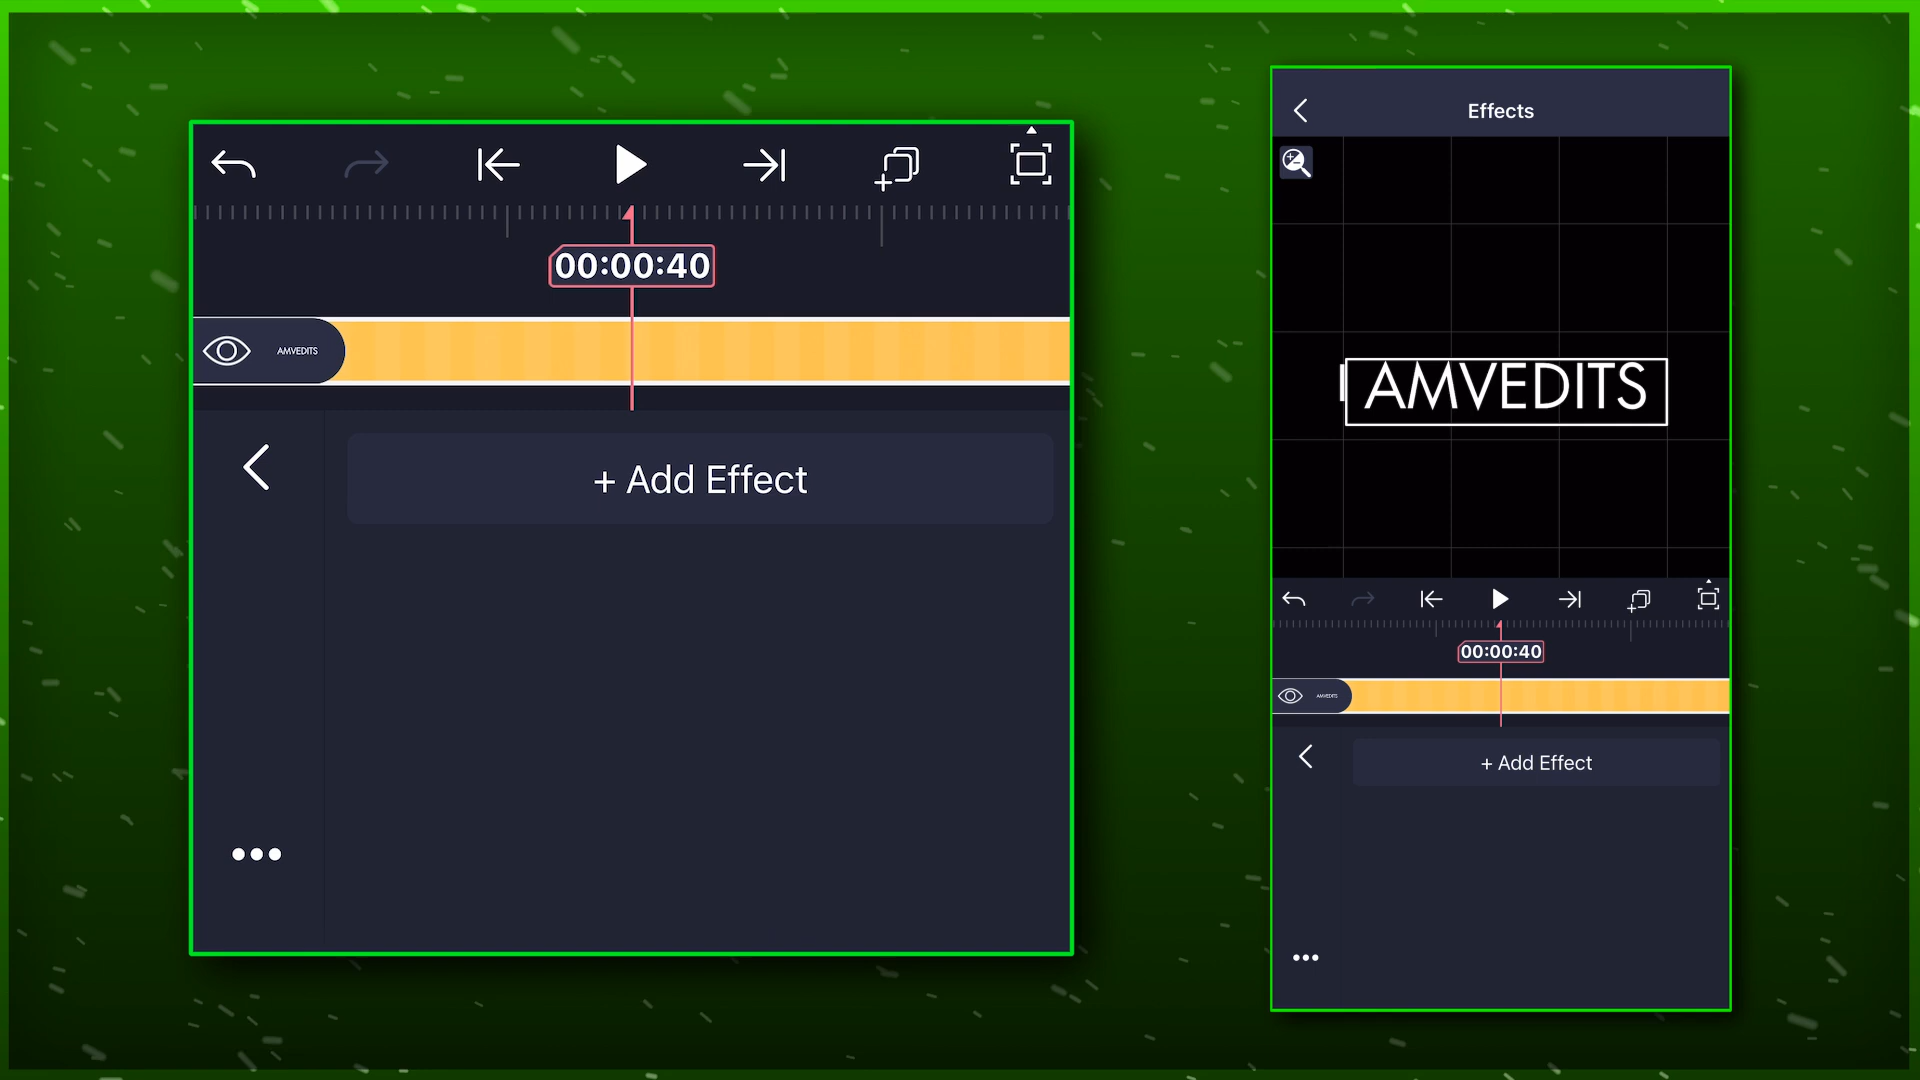 00:00:40
AMVEDITS
+ Add Effect
Effects
AMVEDITS
00:00:40
AMVEDITS
+ Add Effect